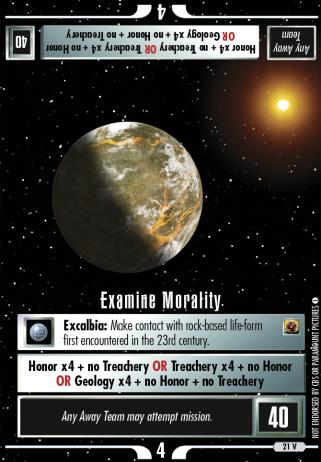 4
Any Away
Team
Honor x4 + no Treachery OR Treachery x4 + no Honor
OR Geology x4 + no Honor + no Treachery
40
Examine Morality
Excalbia: Make contact with rock-based life-form
first encountered in the 23rd century.
Honor x4 + no Treachery OR Treachery x4 + no Honor
OR Geology x4 + no Honor + no Treachery
Any Away Team may attempt mission.
40
4
21 V
NOT ENDORSED BY CBS OR PARAMOUNT PICTURES